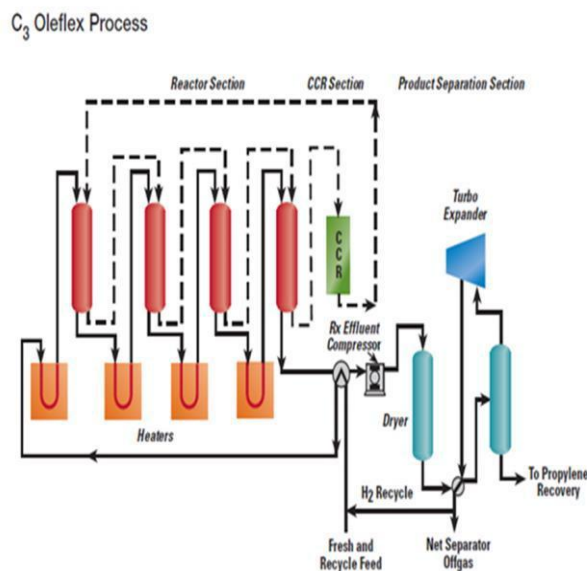 C3 Oleflex Process
Reactor Section
CCR Section
Product Separation Section
Turbo
Expander
C
C
R
Rx Effluent
Compressor
Dryer
Heaters
H2 Recycle
To Propylene
Recovery
Fresh and
Recycle Feed
Net Separator
Offgas